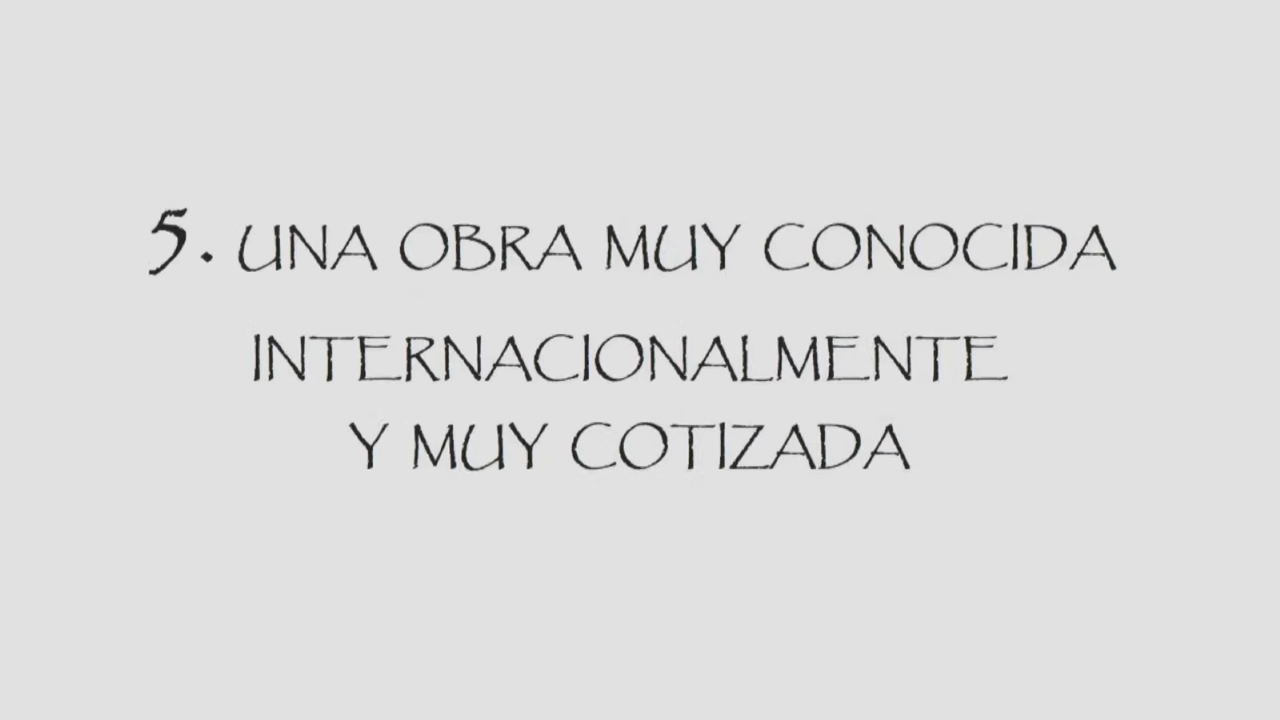 5. UNA OBRA MUY CONOCIDA
INTERNACIONALMENTE
Y MUY COTIZADA